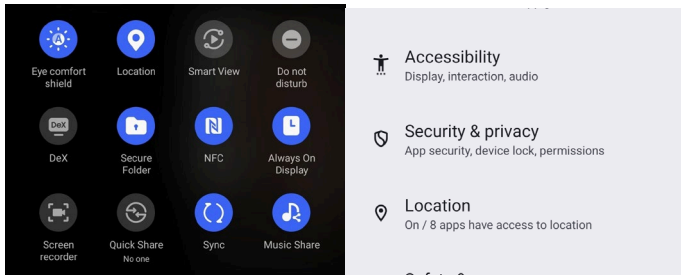 Eye comfort
shield
Location
Smart View
Do not
disturb
DeX
DeX
Secure
Folder
NFC
Always On
Display
Screen
recorder
Quick Share
No one
Sync
Music Share
Accessibility
Display, interaction, audio
Security & privacy
App security, device lock, permissions
Location
On / 8 apps have access to location